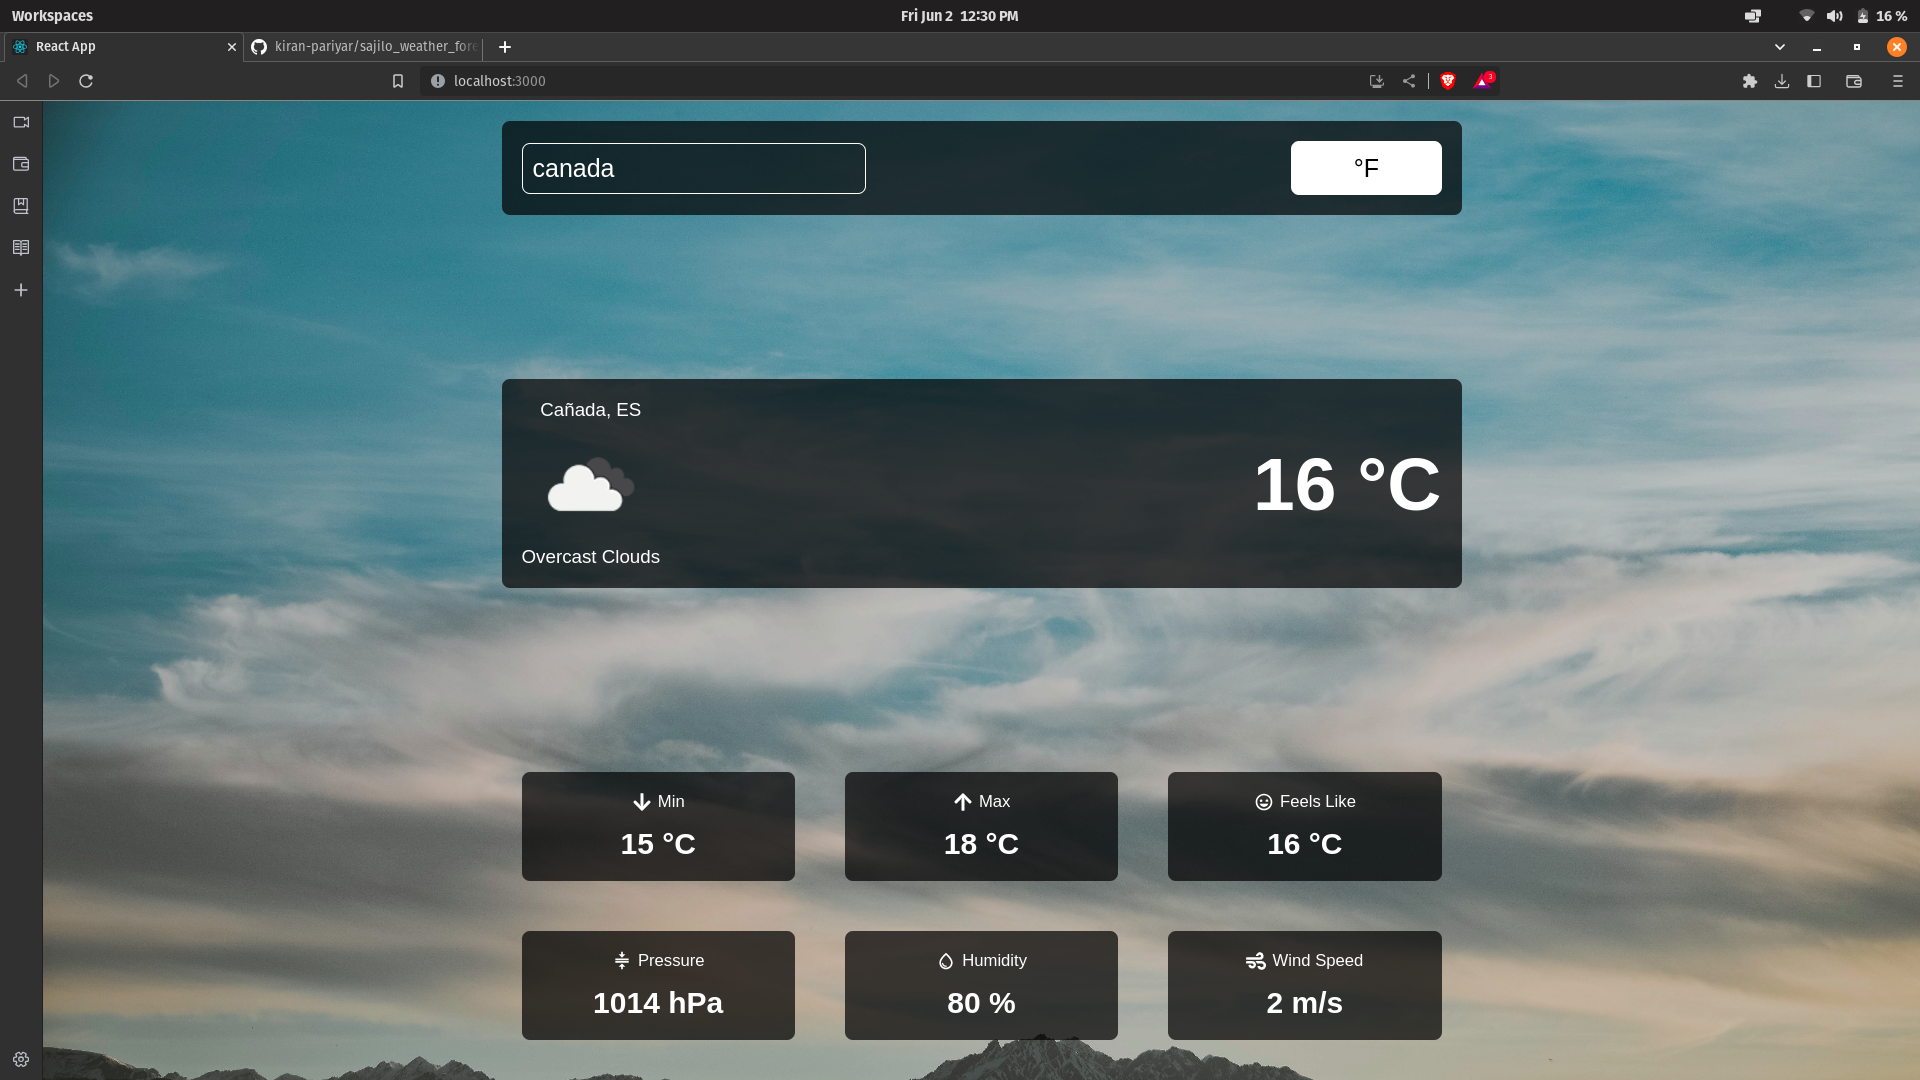 Workspaces
Fri Jun 2 12:30 PM
16 %
React App
kiran-pariyar/sajilo_weather_fore
localhost:3000
3
canada
°F
Cañada, ES
16 °C
Overcast Clouds
Min
15 °C
Max
18 °C
Feels Like
16 °C
Pressure
1014 hPa
Humidity
80 %
Wind Speed
2 m/s